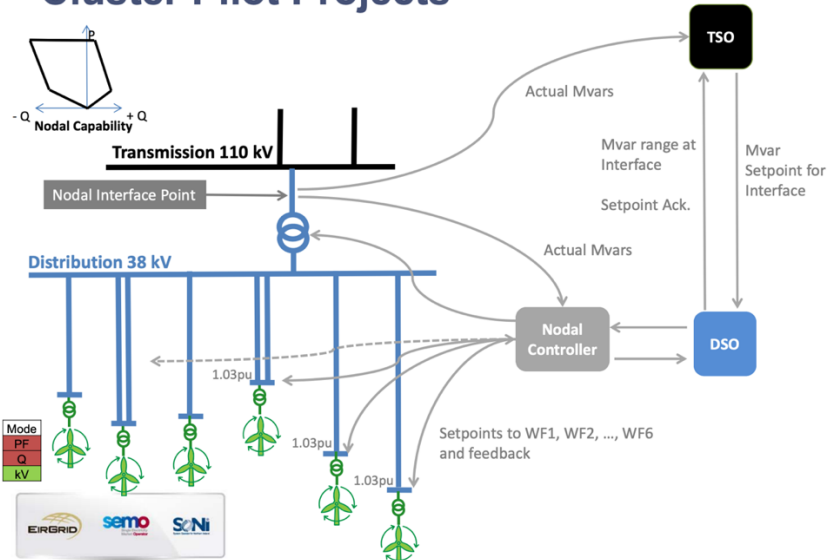 Cluster Pilot Projects
P
- Q
+ Q
Nodal Capability
TSO
Actual Mvars
Transmission 110 kV
Mvar range at
Interface
Setpoint Ack.
Mvar
Setpoint for
Interface
Nodal Interface Point
Actual Mvars
Distribution 38 kV
Nodal
Controller
DSO
1.03pu
1.03pu
1.03pu
Setpoints to WF1, WF2, …, WF6
and feedback
Mode
PF
Q
kV
EIRGRID
semo
SONI